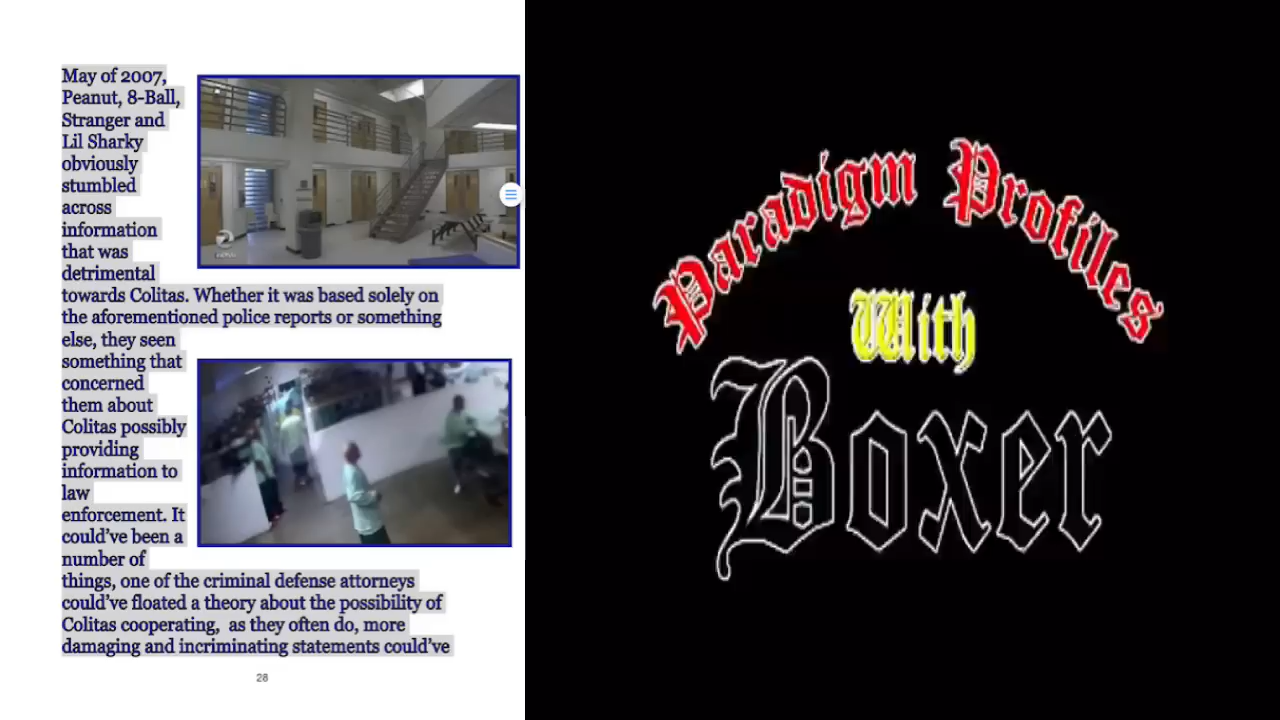 May of 2007,
Peanut, 8-Ball,
Stranger and
Lil Sharky
obviously
stumbled
across
information
that was
detrimental
towards Colitas. Whether it was based solely on
the aforementioned police reports or something
else, they seen
something that
concerned
them about
Colitas possibly
providing
information to
law
enforcement. It
could've been a
number of
things, one of the criminal defense attorneys
could've floated a theory about the possibility of
Colitas cooperating, as they often do, more
damaging and incriminating statements could've
28
Paradigm Profiles
With
Boxer